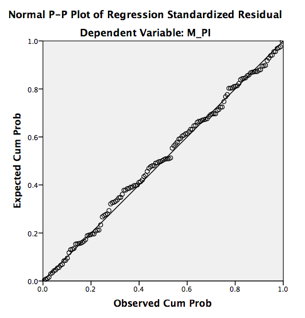 Normal P-P Plot of Regression Standardized Residual
Dependent Variable: M_PI
1.0
0.8
0.6
0.4
0.2
0.0
Expected Cum Prob
0.0 0.2 0.4 0.6 0.8 1.0
Observed Cum Prob